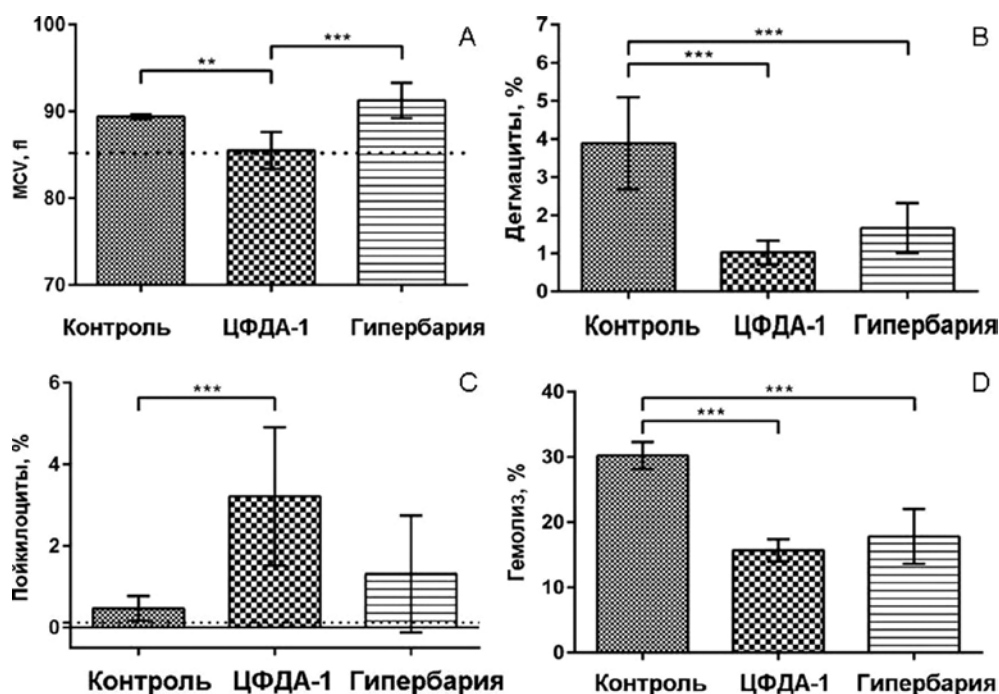 A
MCV, fl
100
90
80
70
**
***
Контроль ЦФДА-1 Гипербария
B
Дегмациты, %
7
6
5
4
3
2
1
0
***
***
Контроль ЦФДА-1 Гипербария
C
Пойкилоциты, %
6
4
2
0
***
Контроль ЦФДА-1 Гипербария
D
Гемолиз, %
40
30
20
10
0
***
***
Контроль ЦФДА-1 Гипербария